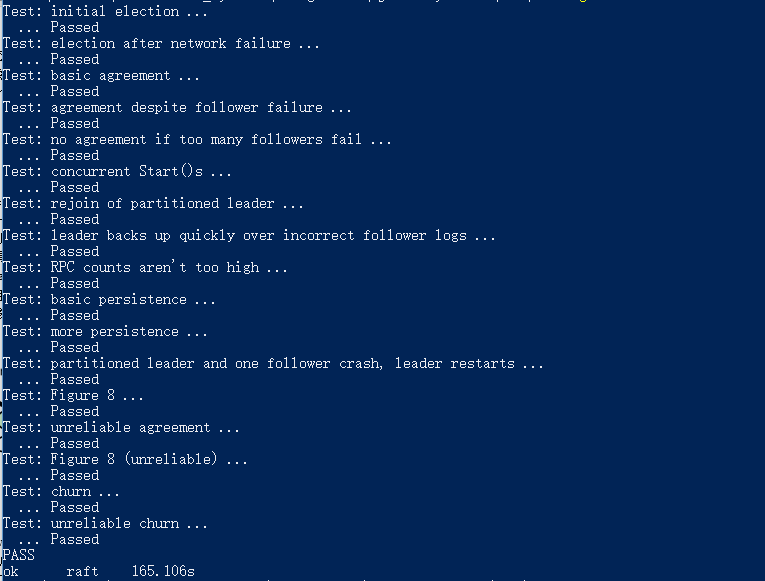 Test: initial election ...
... Passed
Test: election after network failure ...
... Passed
Test: basic agreement ...
... Passed
Test: agreement despite follower failure ...
... Passed
Test: no agreement if too many followers fail ...
... Passed
Test: concurrent Start()s ...
... Passed
Test: rejoin of partitioned leader ...
... Passed
Test: leader backs up quickly over incorrect follower logs ...
... Passed
Test: RPC counts aren't too high ...
... Passed
Test: basic persistence ...
... Passed
Test: more persistence ...
... Passed
Test: partitioned leader and one follower crash, leader restarts ...
... Passed
Test: Figure 8 ...
... Passed
Test: unreliable agreement ...
... Passed
Test: Figure 8 (unreliable) ...
... Passed
Test: churn ...
... Passed
Test: unreliable churn ...
... Passed
PASS
ok raft 165.106s